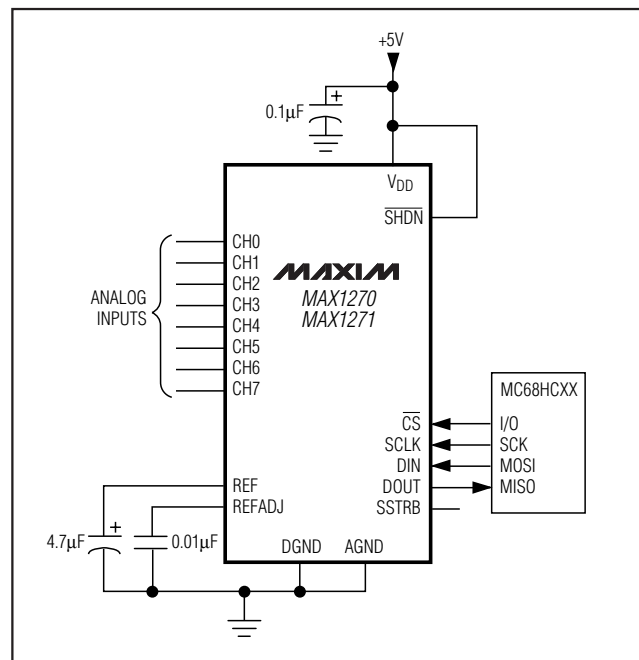 +5V
+
0.1μF
VDD
SHDN
CH0
CH1
CH2
CH3
CH4
CH5
CH6
CH7
ANALOG
INPUTS
MAXIM
MAX1270
MAX1271
MC68HCXX
CS
I/O
SCLK
SCK
DIN
MOSI
DOUT
MISO
SSTRB
REF
REFADJ
+
4.7μF
0.01μF
DGND
AGND